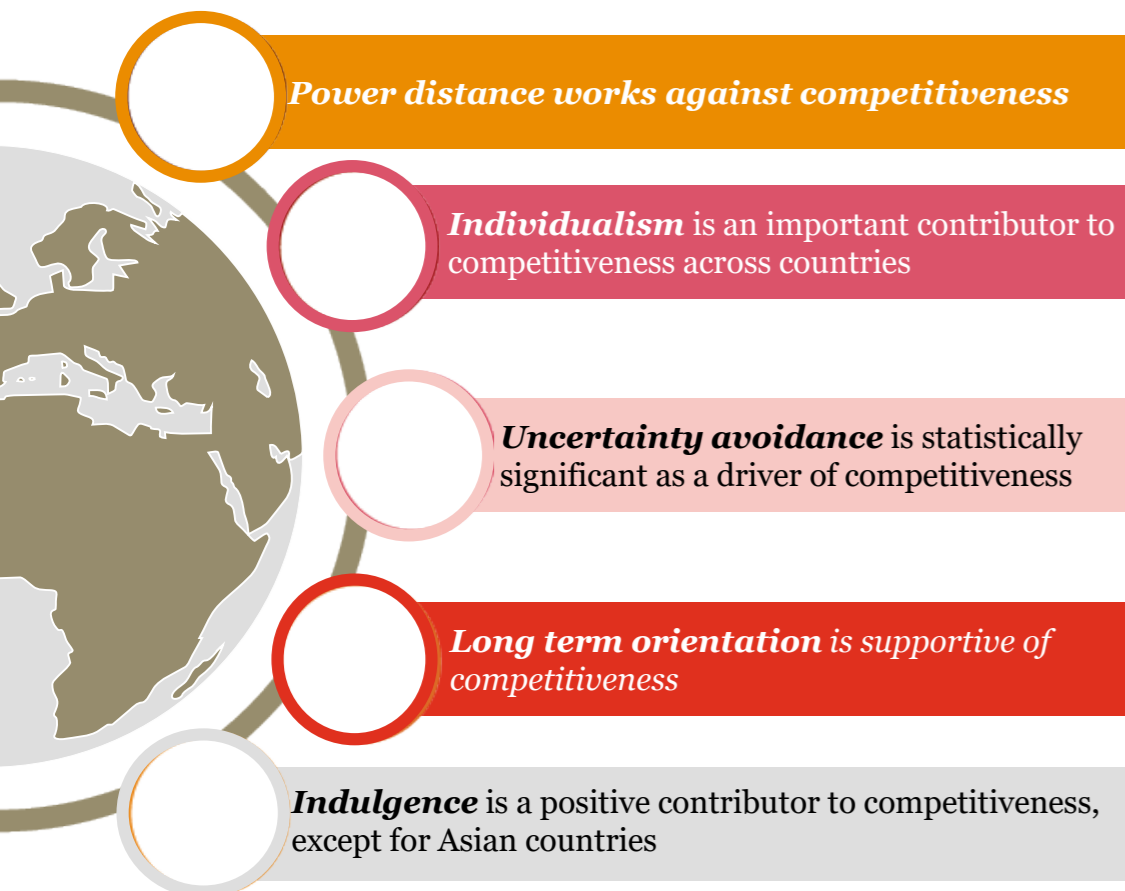 Power distance works against competitiveness
Individualism is an important contributor to
competitiveness across countries
Uncertainty avoidance is statistically
significant as a driver of competitiveness
Long term orientation is supportive of
competitiveness
Indulgence is a positive contributor to competitiveness,
except for Asian countries